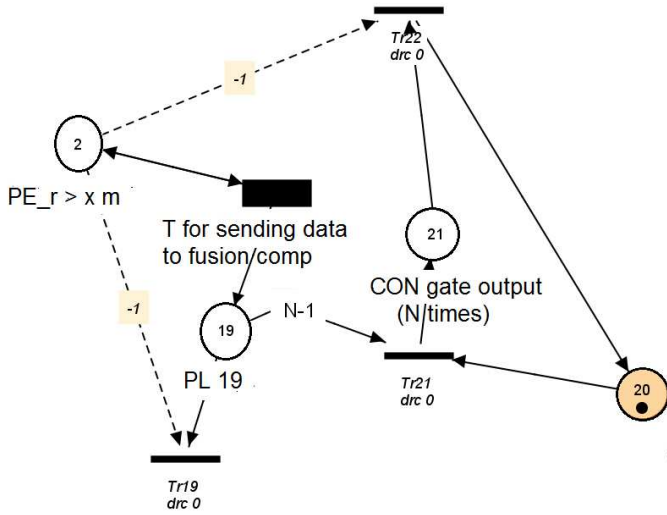 Tr22
drc 0
-1
2
PE_r > x m
T for sending data
to fusion/comp
21
CON gate output
(N times)
-1
N-1
19
PL 19
Tr21
drc 0
20
Tr19
drc 0